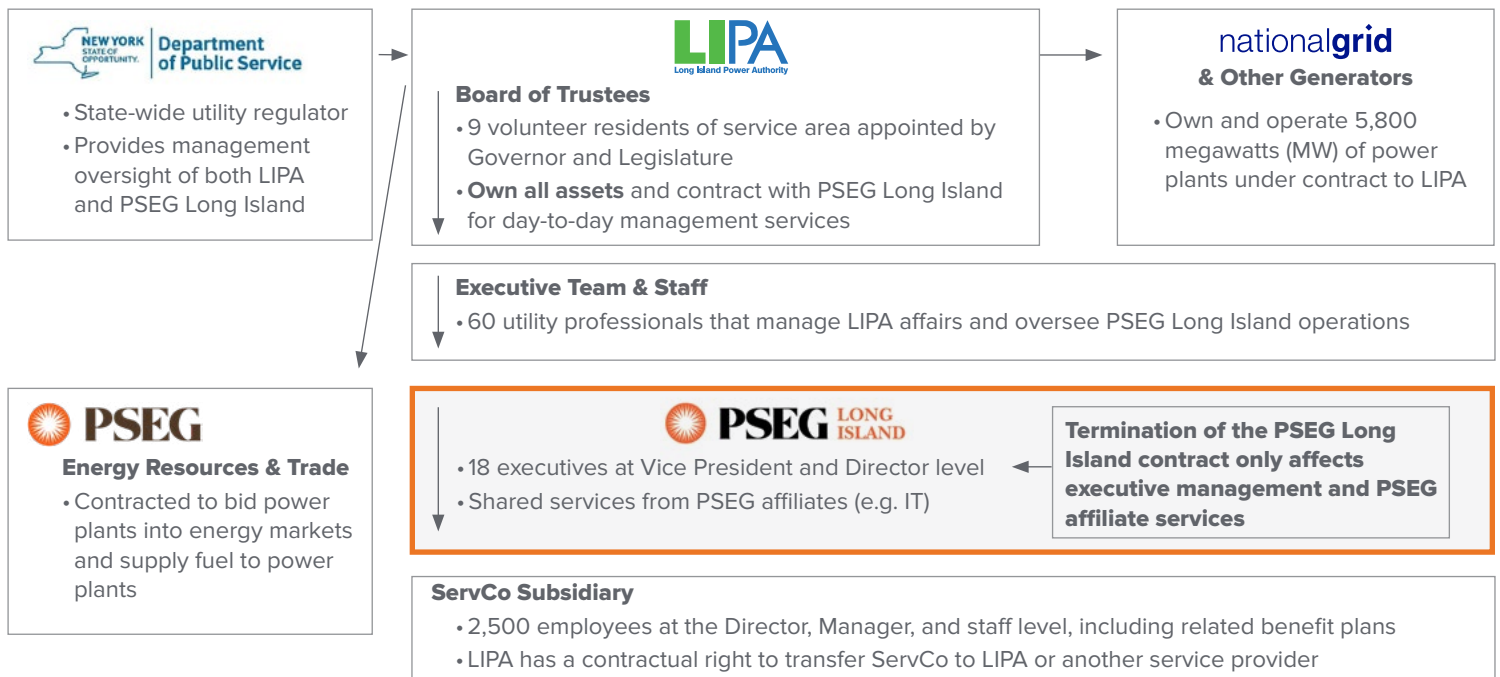 NEW YORK
STATE OF
OPPORTUNITY.
Department
of Public Service
• State-wide utility regulator
• Provides management
oversight of both LIPA
and PSEG Long Island
LIPA
Long Island Power Authority
Board of Trustees
• 9 volunteer residents of service area appointed by
Governor and Legislature
• Own all assets and contract with PSEG Long Island
for day-to-day management services
nationalgrid
& Other Generators
• Own and operate 5,800
megawatts (MW) of power
plants under contract to LIPA
Executive Team & Staff
• 60 utility professionals that manage LIPA affairs and oversee PSEG Long Island operations
PSEG
Energy Resources & Trade
• Contracted to bid power
plants into energy markets
and supply fuel to power
plants
PSEG LONG
ISLAND
• 18 executives at Vice President and Director level
• Shared services from PSEG affiliates (e.g. IT)
Termination of the PSEG Long
Island contract only affects
executive management and PSEG
affiliate services
ServCo Subsidiary
• 2,500 employees at the Director, Manager, and staff level, including related benefit plans
• LIPA has a contractual right to transfer ServCo to LIPA or another service provider